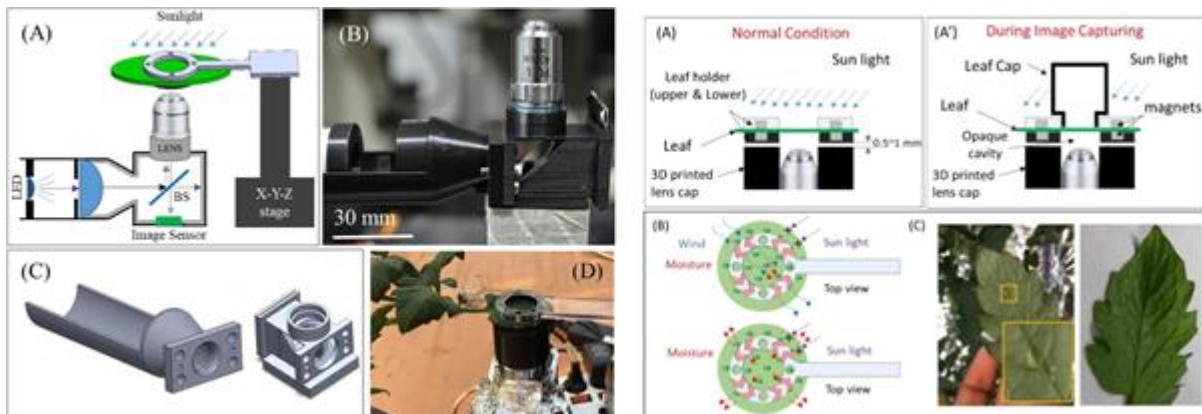 (A)
Sunlight
LENS
LED
BS
Image Sensor
X-Y-Z
stage
(B)
30 mm
(C)
(D)
(A)
Normal Condition
Sun light
Leaf holder
(upper & Lower)
Leaf
0.5~1 mm
3D printed
lens cap
(A')
During Image Capturing
Sun light
Leaf Cap
magnets
Leaf
Opaque
cavity
3D printed
lens cap
(B)
Wind
Sun light
Moisture
Top view
Moisture
Sun light
Top view
(C)